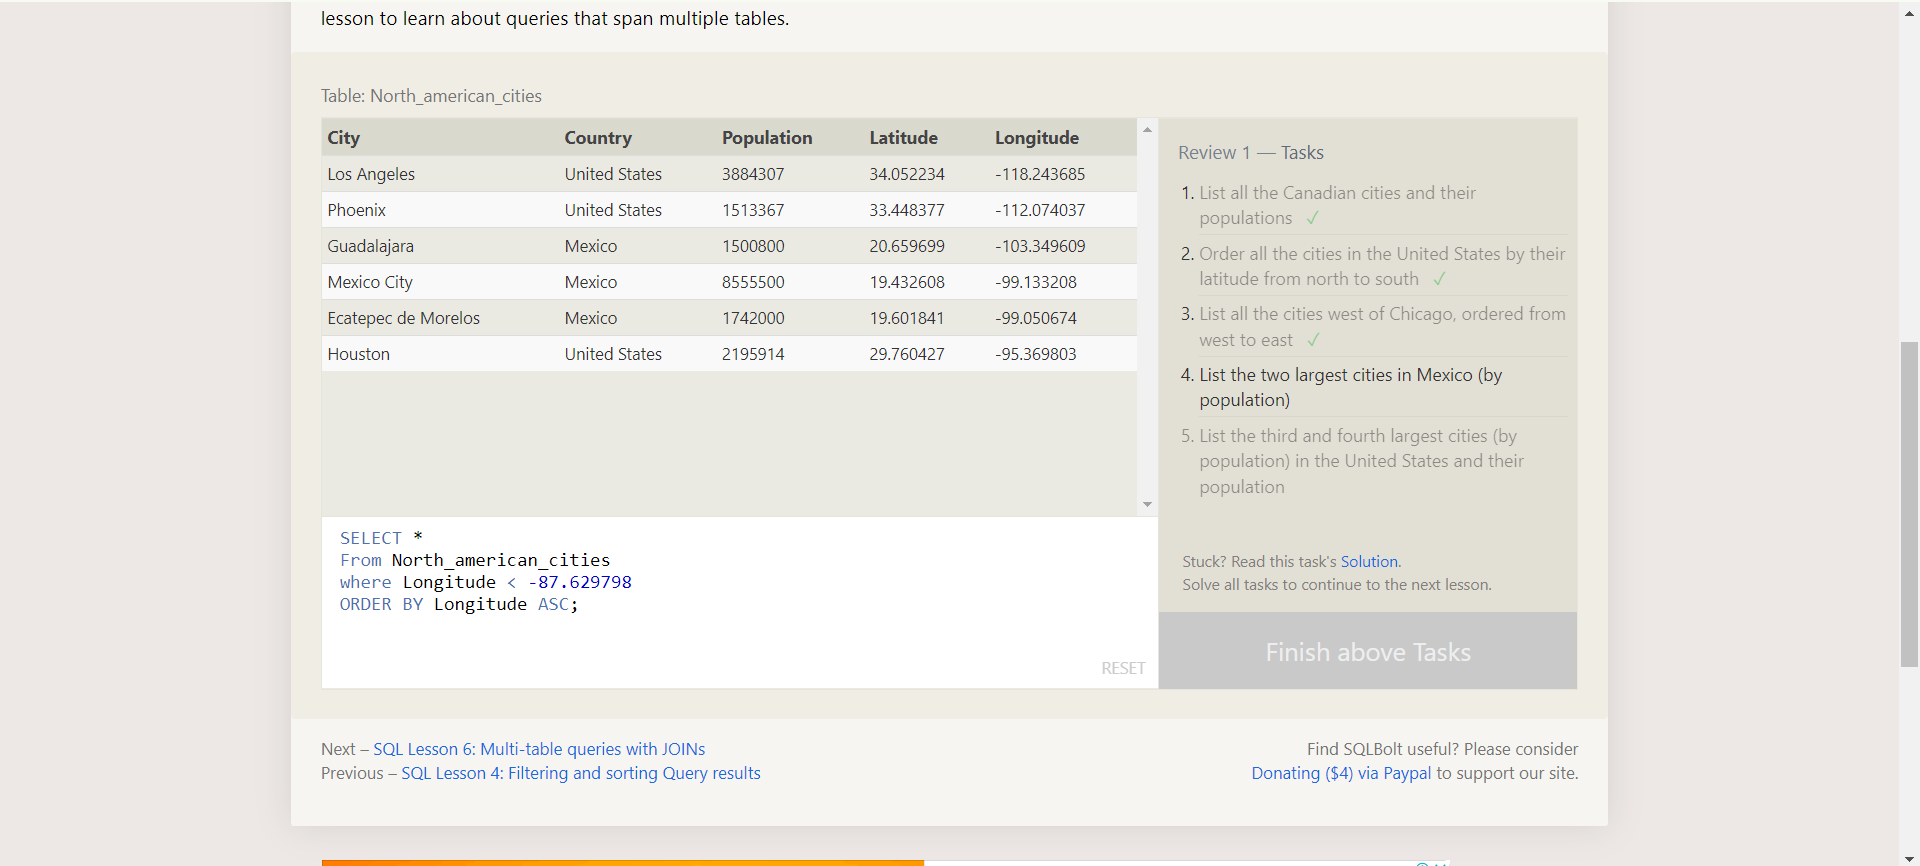 lesson to learn about queries that span multiple tables.
Table: North_american_cities
City Country Population Latitude Longitude
Los Angeles United States 3884307 34.052234 -118.243685
Phoenix United States 1513367 33.448377 -112.074037
Guadalajara Mexico 1500800 20.659699 -103.349609
Mexico City Mexico 8555500 19.432608 -99.133208
Ecatepec de Morelos Mexico 1742000 19.601841 -99.050674
Houston United States 2195914 29.760427 -95.369803
SELECT *
From North_american_cities
where Longitude < -87.629798
ORDER BY Longitude ASC;
RESET
Review 1 — Tasks
1. List all the Canadian cities and their
populations ✓
2. Order all the cities in the United States by their
latitude from north to south ✓
3. List all the cities west of Chicago, ordered from
west to east ✓
4. List the two largest cities in Mexico (by
population)
5. List the third and fourth largest cities (by
population) in the United States and their
population
Stuck? Read this task's Solution.
Solve all tasks to continue to the next lesson.
Finish above Tasks
Next – SQL Lesson 6: Multi-table queries with JOINs
Previous – SQL Lesson 4: Filtering and sorting Query results
Find SQLBolt useful? Please consider
Donating ($4) via Paypal to support our site.